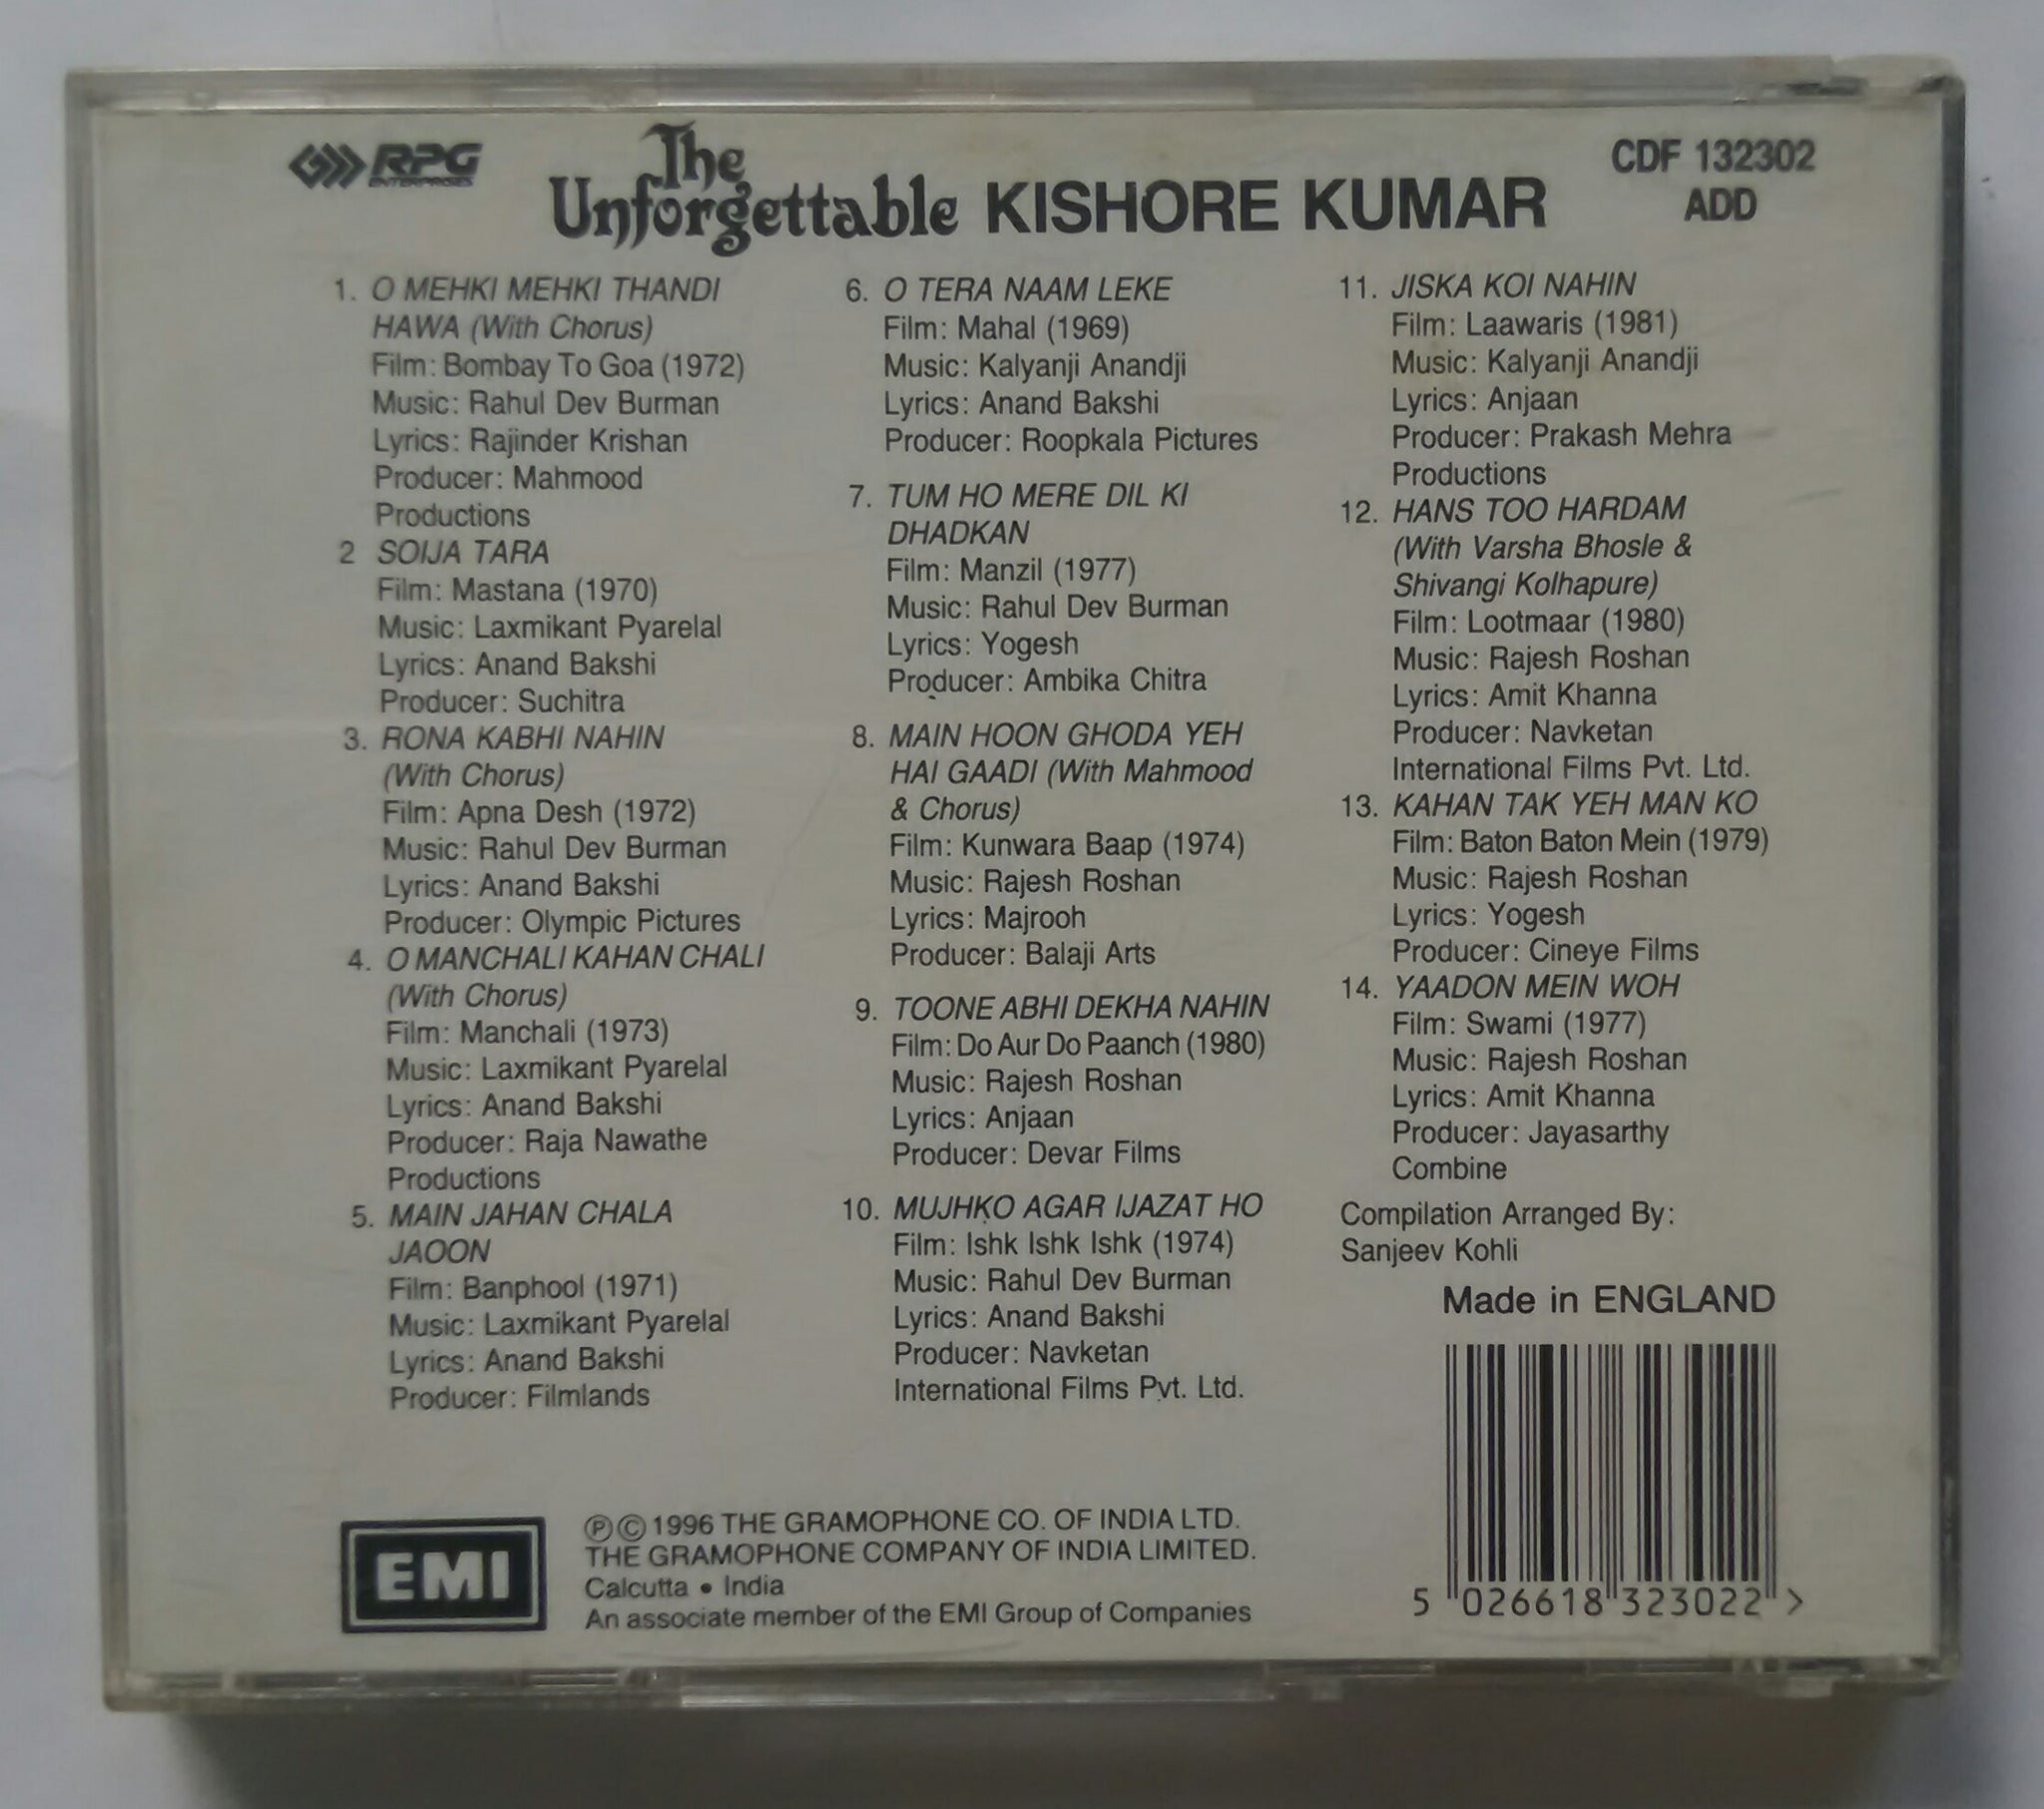 RPG
ENTERPRISES
The
Unforgettable KISHORE KUMAR
CDF 132302
ADD
1. O MEHKI MEHKI THANDI
HAWA (With Chorus)
Film: Bombay To Goa (1972)
Music: Rahul Dev Burman
Lyrics: Rajinder Krishan
Producer: Mahmood
Productions
2 SOIJA TARA
Film: Mastana (1970)
Music: Laxmikant Pyarelal
Lyrics: Anand Bakshi
Producer: Suchitra
3. RONA KABHI NAHIN
(With Chorus)
Film: Apna Desh (1972)
Music: Rahul Dev Burman
Lyrics: Anand Bakshi
Producer: Olympic Pictures
4. O MANCHALI KAHAN CHALI
(With Chorus)
Film: Manchali (1973)
Music: Laxmikant Pyarelal
Lyrics: Anand Bakshi
Producer: Raja Nawathe
Productions
5. MAIN JAHAN CHALA
JAOON
Film: Banphool (1971)
Music: Laxmikant Pyarelal
Lyrics: Anand Bakshi
Producer: Filmlands
6. O TERA NAAM LEKE
Film: Mahal (1969)
Music: Kalyanji Anandji
Lyrics: Anand Bakshi
Producer: Roopkala Pictures
7. TUM HO MERE DIL KI
DHADKAN
Film: Manzil (1977)
Music: Rahul Dev Burman
Lyrics: Yogesh
Producer: Ambika Chitra
8. MAIN HOON GHODA YEH
HAI GAADI (With Mahmood
& Chorus)
Film: Kunwara Baap (1974)
Music: Rajesh Roshan
Lyrics: Majrooh
Producer: Balaji Arts
9. TOONE ABHI DEKHA NAHIN
Film: Do Aur Do Paanch (1980)
Music: Rajesh Roshan
Lyrics: Anjaan
Producer: Devar Films
10. MUJHKO AGAR IJAZAT HO
Film: Ishk Ishk Ishk (1974)
Music: Rahul Dev Burman
Lyrics: Anand Bakshi
Producer: Navketan
International Films Pvt. Ltd.
11. JISKA KOI NAHIN
Film: Laawaris (1981)
Music: Kalyanji Anandji
Lyrics: Anjaan
Producer: Prakash Mehra
Productions
12. HANS TOO HARDAM
(With Varsha Bhosle &
Shivangi Kolhapure)
Film: Lootmaar (1980)
Music: Rajesh Roshan
Lyrics: Amit Khanna
Producer: Navketan
International Films Pvt. Ltd.
13. KAHAN TAK YEH MAN KO
Film: Baton Baton Mein (1979)
Music: Rajesh Roshan
Lyrics: Yogesh
Producer: Cineye Films
14. YAADON MEIN WOH
Film: Swami (1977)
Music: Rajesh Roshan
Lyrics: Amit Khanna
Producer: Jayasarthy
Combine
Compilation Arranged By:
Sanjeev Kohli
Made in ENGLAND
5 026618 323022 >
EMI
Ⓟ© 1996 THE GRAMOPHONE CO. OF INDIA LTD.
THE GRAMOPHONE COMPANY OF INDIA LIMITED.
Calcutta • India
An associate member of the EMI Group of Companies